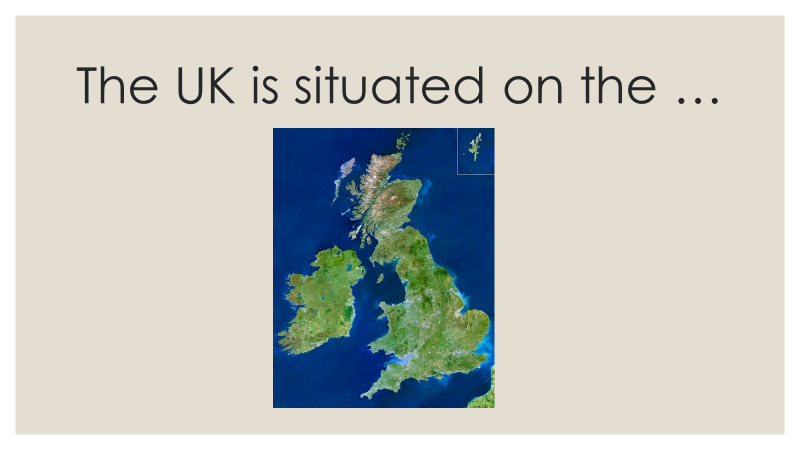 The UK is situated on the …